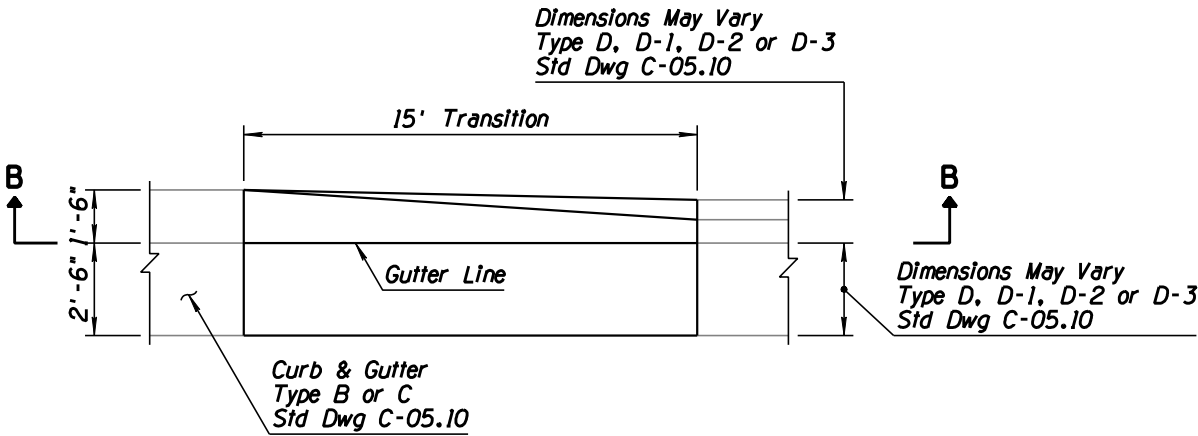 Dimensions May Vary
Type D, D-1, D-2 or D-3
Std Dwg C-05.10
15' Transition
B
B
1'-6"
2'-6"
Gutter Line
Dimensions May Vary
Type D, D-1, D-2 or D-3
Std Dwg C-05.10
Curb & Gutter
Type B or C
Std Dwg C-05.10